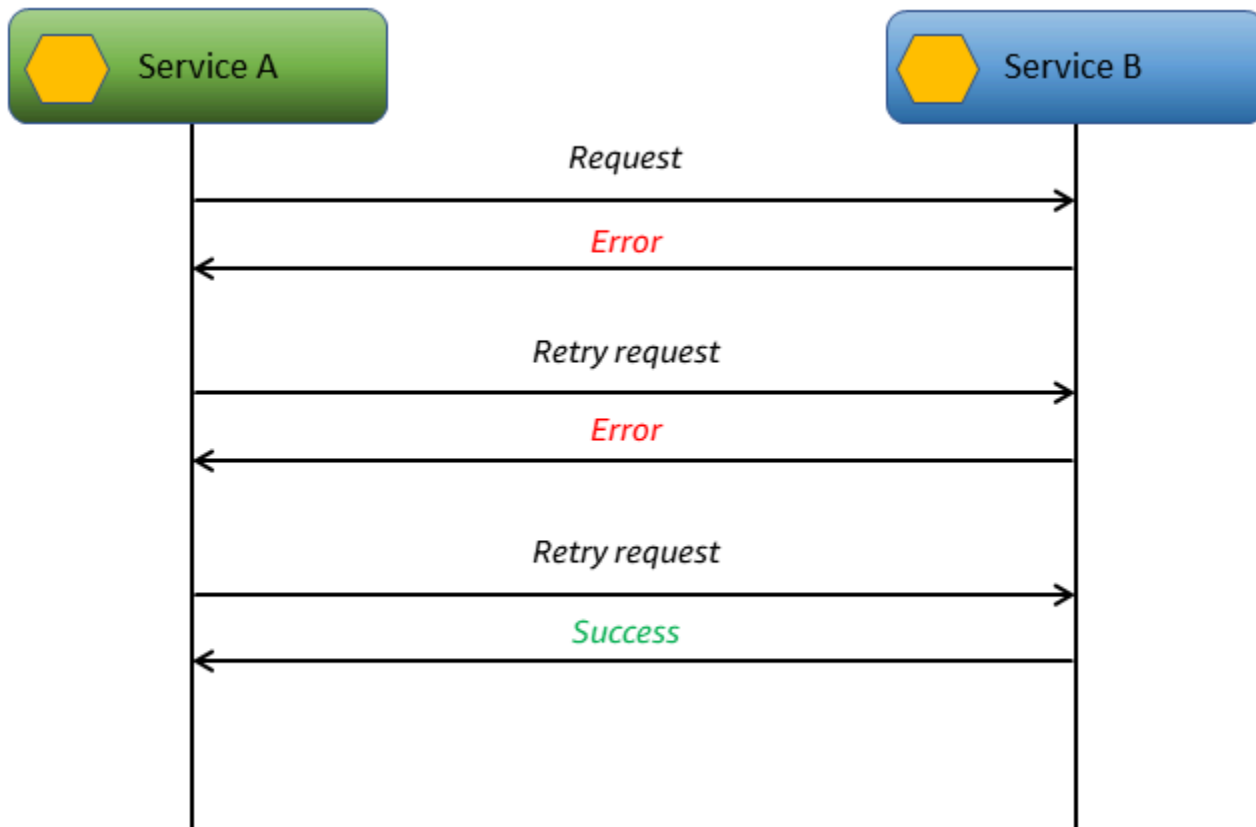 Service A
Service B
Request
Error
Retry request
Error
Retry request
Success